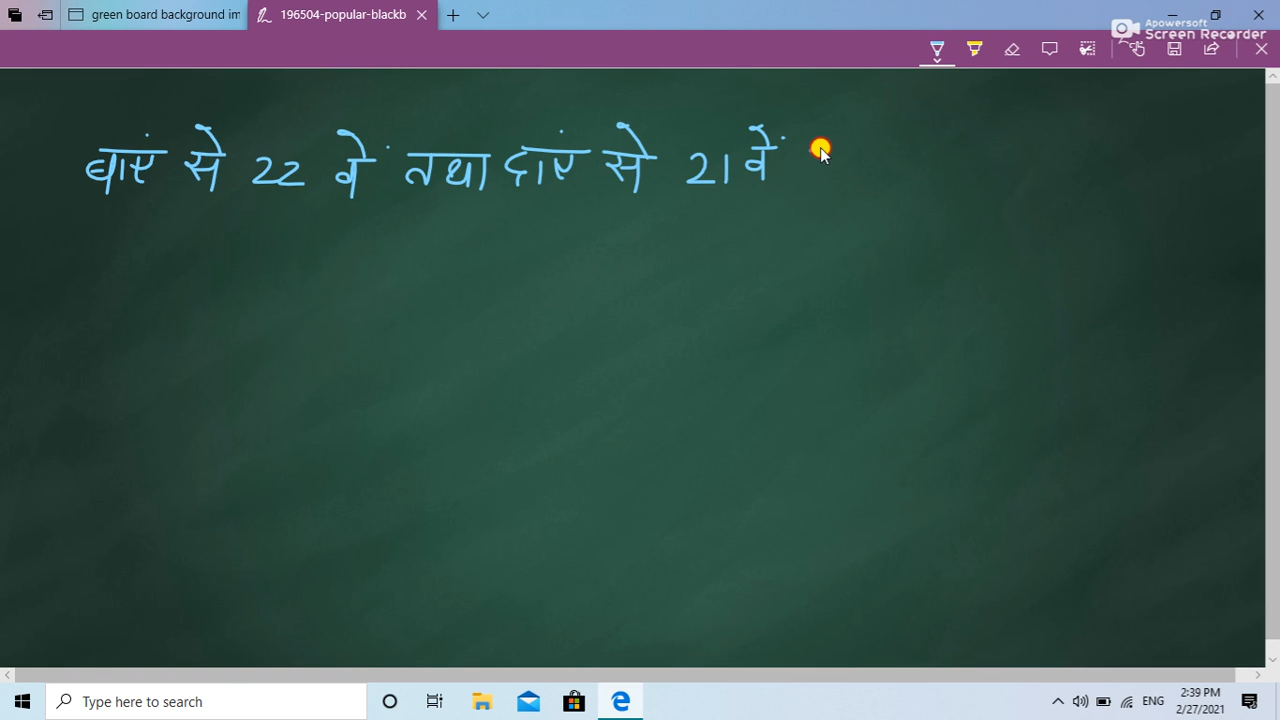 green board background im
196504-popular-blackb
Apowersoft
Screen Recorder
बाएं से 22 वें तथा दाएं से 21 वें
Type here to search
ENG
2:39 PM
2/27/2021